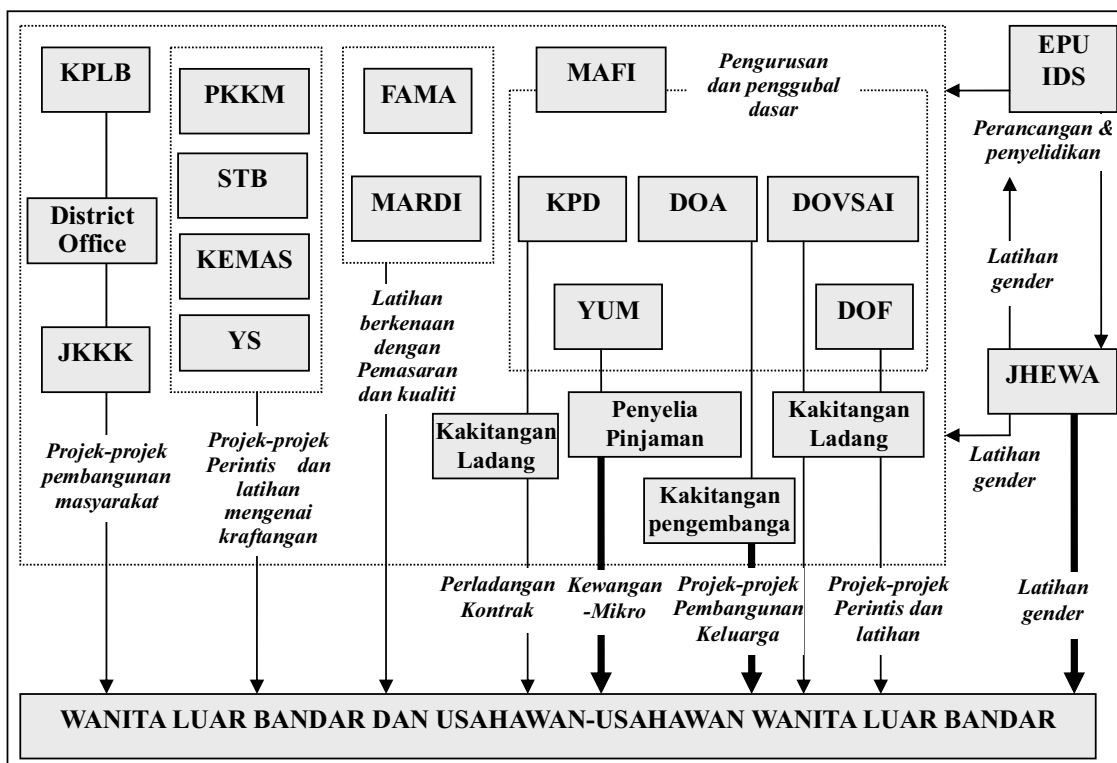 KPLB
District
Office
JKKK
Projek-projek
pembangunan
masyarakat
PKKM
STB
KEMAS
YS
Projek-projek
Perintis dan
latihan
mengenai
kraftangan
FAMA
MARDI
Latihan
berkenaan
dengan
Pemasaran
dan kualiti
MAFI
Pengurusan
dan penggubal
dasar
KPD
DOA
DOVSAI
YUM
DOF
Kakitangan
Ladang
Penyelia
Pinjaman
Kakitangan
Ladang
Kakitangan
pengembanga
Perladangan
Kontrak
Kewangan
-Mikro
Projek-projek
Pembangunan
Keluarga
Projek-projek
Perintis dan
latihan
EPU
IDS
Perancangan &
penyelidikan
Latihan
gender
JHEWA
Latihan
gender
Latihan
gender
WANITA LUAR BANDAR DAN USAHAWAN-USAHAWAN WANITA LUAR BANDAR